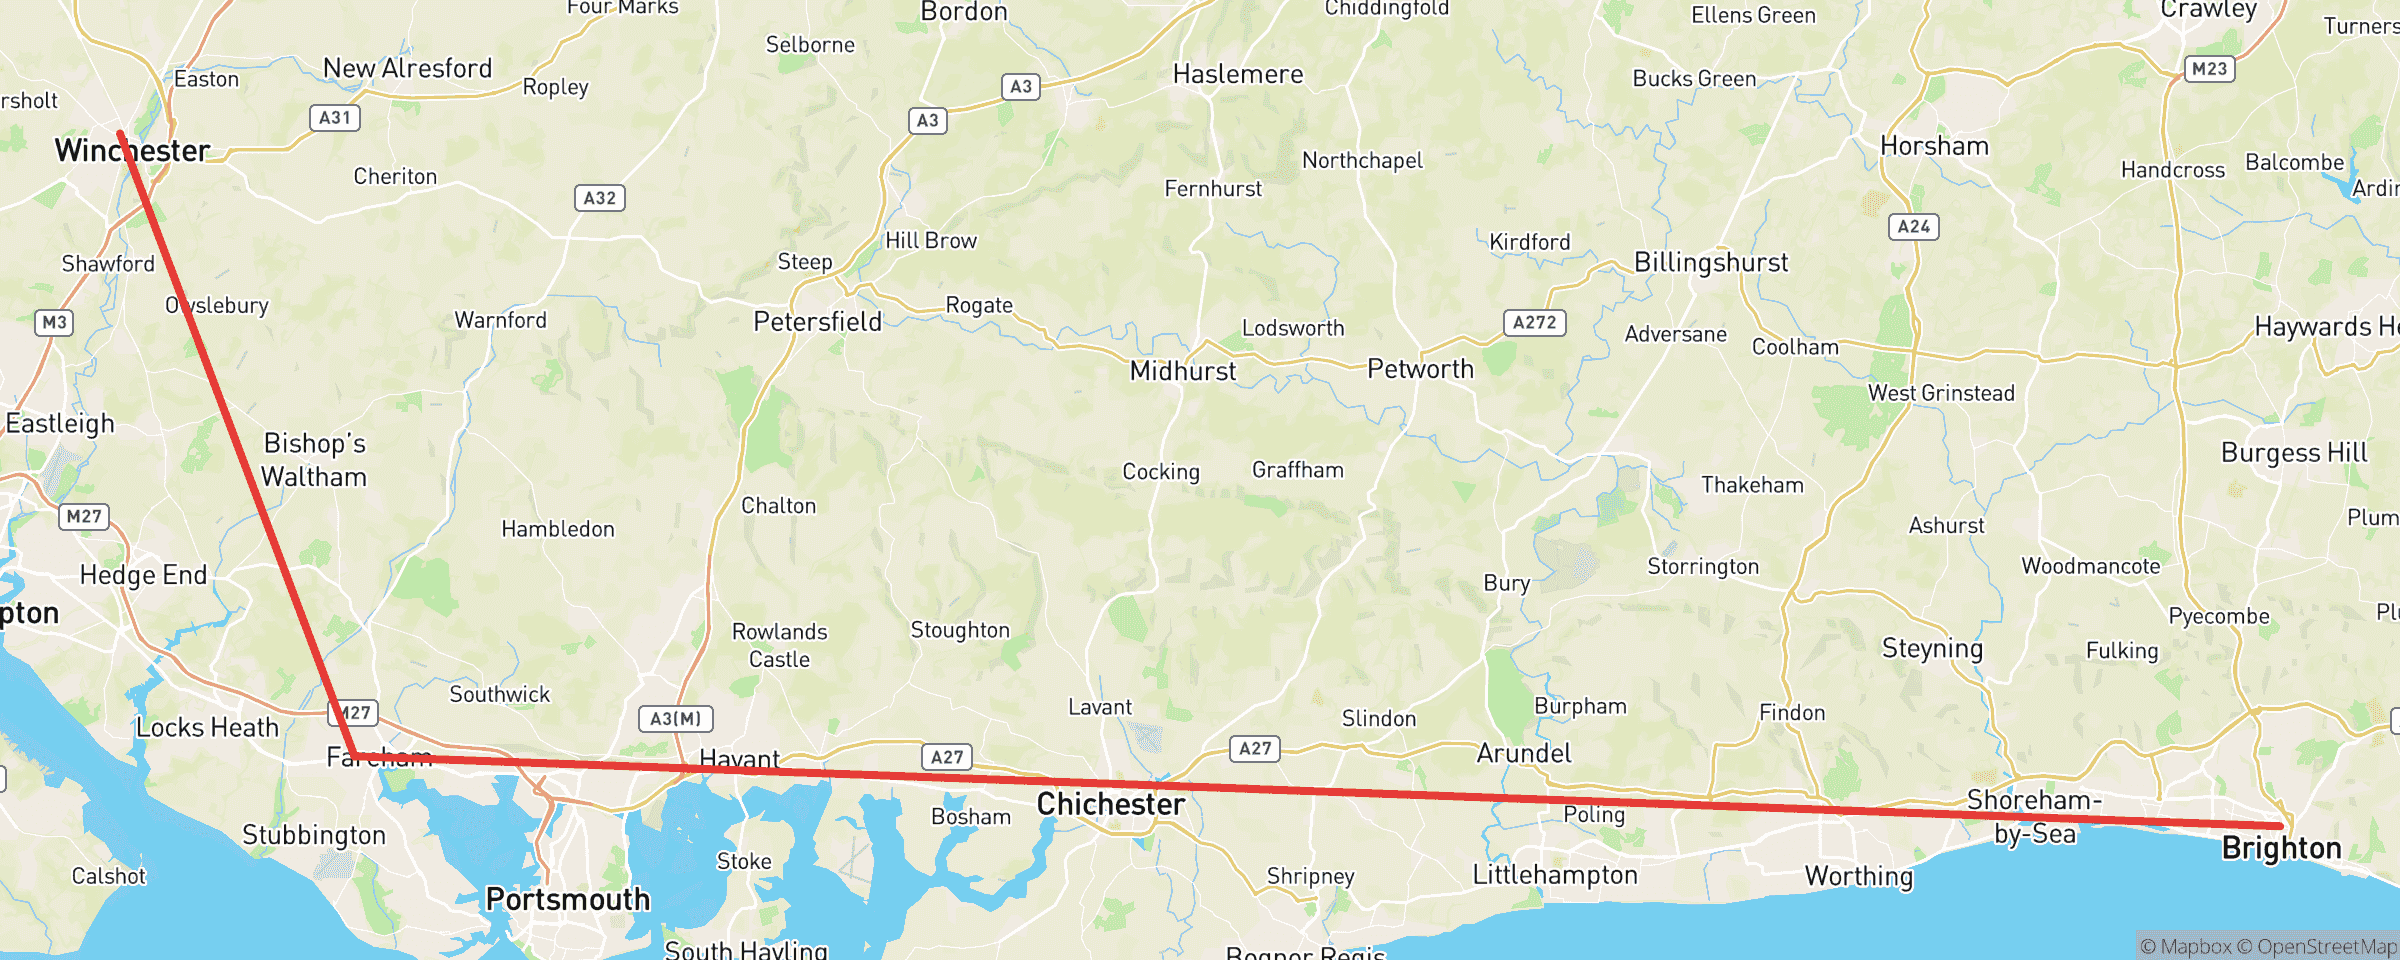 Four Marks
Bordon
Chiddingfold
Ellens Green
Crawley
Turners
Selborne
New Alresford
Easton
Ropley
A3
Haslemere
Bucks Green
M23
rsholt
A31
A3
Winchester
Cheriton
Northchapel
Horsham
Handcross
Balcombe
Ardin
A32
Fernhurst
A24
Shawford
Hill Brow
Steep
Kirdford
Billingshurst
Owslebury
Rogate
M3
Warnford
Petersfield
Lodsworth
A272
Adversane
Coolham
Haywards He
Midhurst
Petworth
West Grinstead
Eastleigh
Bishop's
Waltham
Cocking
Graffham
Burgess Hill
Thakeham
M27
Hambledon
Chalton
Ashurst
Plum
Hedge End
Bury
Storrington
Woodmancote
pton
Rowlands
Castle
Stoughton
Pyecombe
Pl
Steyning
Fulking
Southwick
Lavant
Burpham
M27
A3(M)
Slindon
Findon
Locks Heath
Fareham
Havant
A27
A27
Arundel
Chichester
Bosham
Poling
Shoreham-
by-Sea
Brighton
Stubbington
Stoke
Calshot
Shripney
Littlehampton
Worthing
Portsmouth
South Hayling
Bognor Regis
© Mapbox © OpenStreetMap